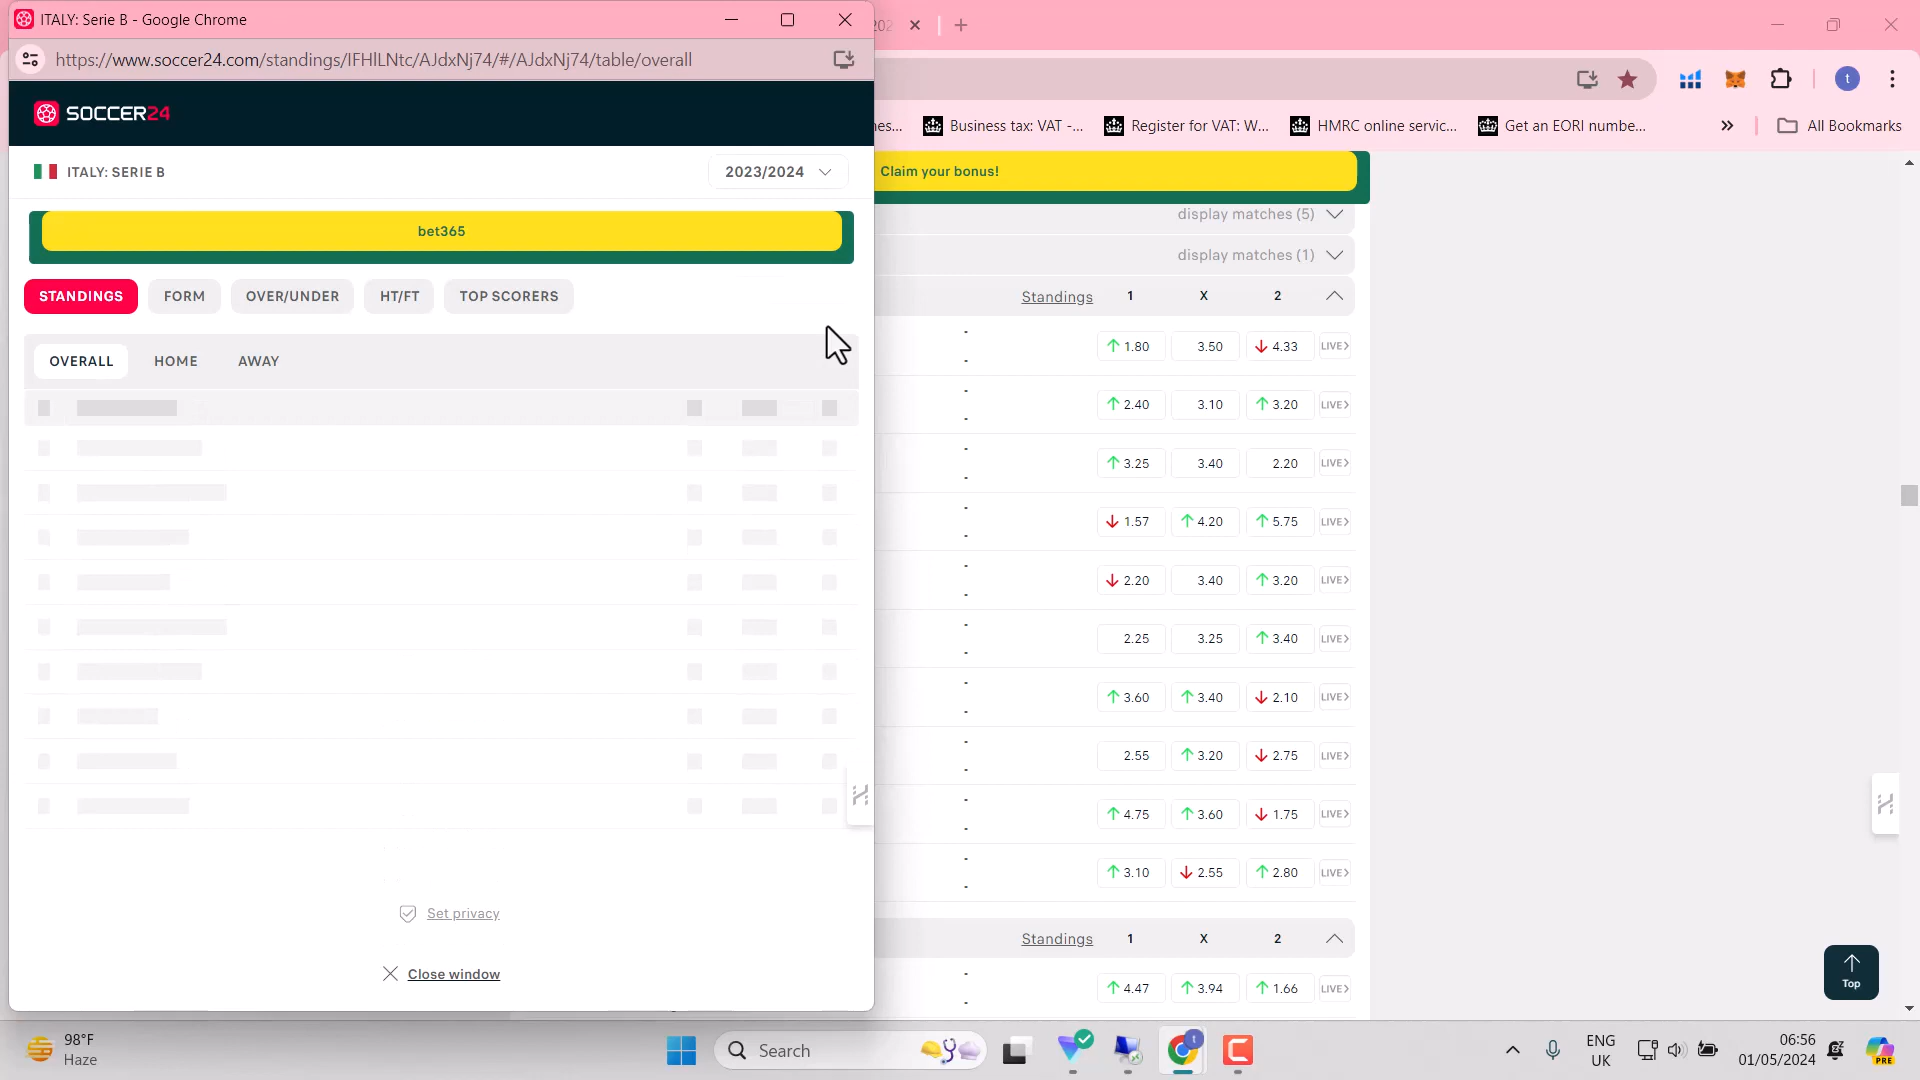 ITALY: Serie B - Google Chrome
https://www.soccer24.com/standings/IFHlLNtc/AJdxNj74/#/AJdxNj74/table/overall
SOCCER24
ITALY: SERIE B
2023/2024
bet365
STANDINGS
FORM
OVER/UNDER
HT/FT
TOP SCORERS
OVERALL
HOME
AWAY
Set privacy
Close window
t
Business tax: VAT -...
Register for VAT: W...
HMRC online servic...
Get an EORI numbe...
All Bookmarks
Claim your bonus!
display matches (5)
display matches (1)
Standings 1 X 2
- 1.80 3.50 4.33 LIVE
-
- 2.40 3.10 3.20 LIVE
-
- 3.25 3.40 2.20 LIVE
-
- 1.57 4.20 5.75 LIVE
-
- 2.20 3.40 3.20 LIVE
-
- 2.25 3.25 3.40 LIVE
-
- 3.60 3.40 2.10 LIVE
-
- 2.55 3.20 2.75 LIVE
-
- 4.75 3.60 1.75 LIVE
-
- 3.10 2.55 2.80 LIVE
-
Standings 1 X 2
- 4.47 3.94 1.66 LIVE
-
Top
98°F
Haze
Search
t
ENG
UK
06:56
01/05/2024
PRE